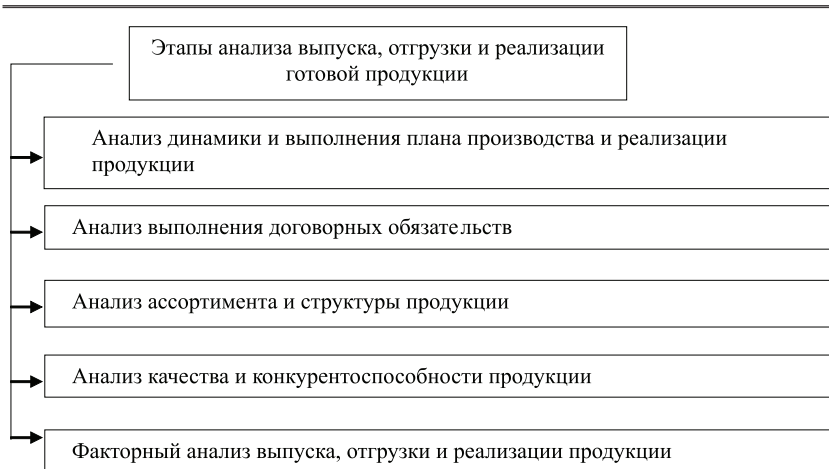 Этапы анализа выпуска, отгрузки и реализации
готовой продукции
Анализ динамики и выполнения плана производства и реализации
продукции
Анализ выполнения договорных обязательств
Анализ ассортимента и структуры продукции
Анализ качества и конкурентоспособности продукции
Факторный анализ выпуска, отгрузки и реализации продукции